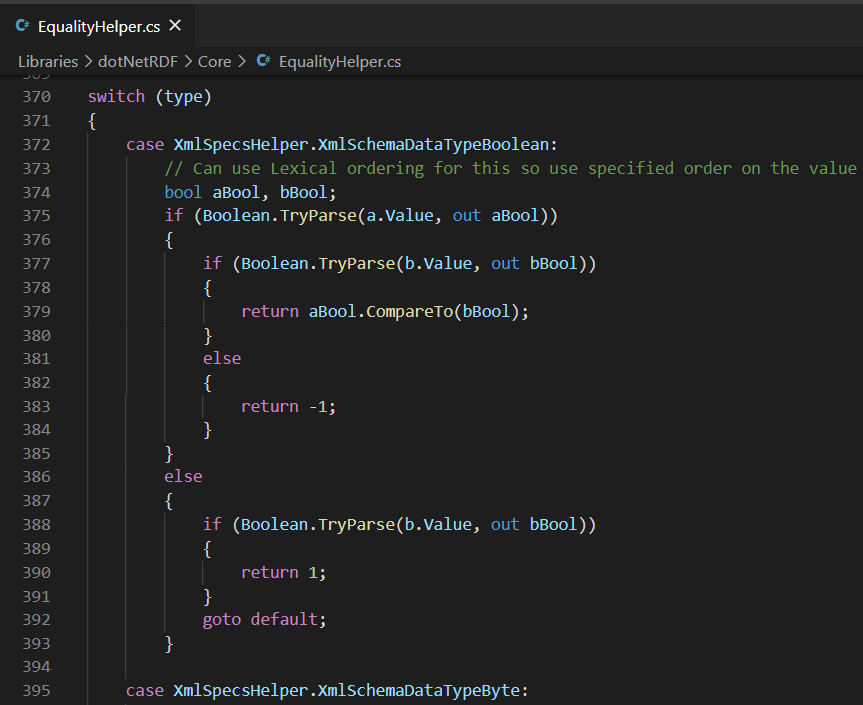 C# EqualityHelper.cs ×
Libraries > dotNetRDF > Core > C# EqualityHelper.cs
369
370 switch (type)
371 {
372 case XmlSpecsHelper.XmlSchemaDataTypeBoolean:
373 // Can use Lexical ordering for this so use specified order on the value
374 bool aBool, bBool;
375 if (Boolean.TryParse(a.Value, out aBool))
376 {
377 if (Boolean.TryParse(b.Value, out bBool))
378 {
379 return aBool.CompareTo(bBool);
380 }
381 else
382 {
383 return -1;
384 }
385 }
386 else
387 {
388 if (Boolean.TryParse(b.Value, out bBool))
389 {
390 return 1;
391 }
392 goto default;
393 }
394
395 case XmlSpecsHelper.XmlSchemaDataTypeByte: